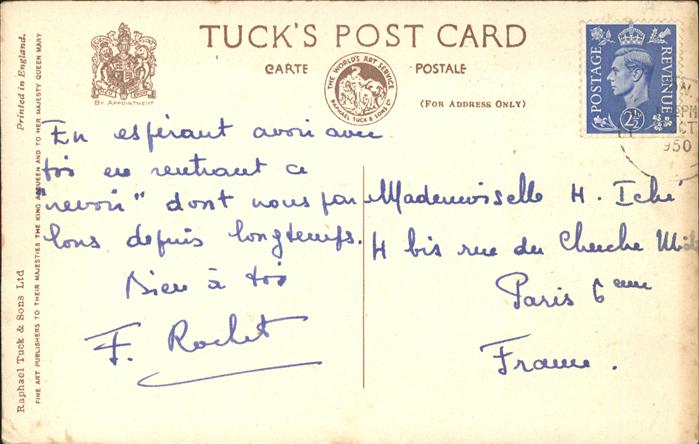 TUCK'S POST CARD
CARTE POSTALE
(FOR ADDRESS ONLY)
BY APPOINTMENT
THE WORLD'S ART SERVICE
RAPHAEL TUCK & SONS LTD
POSTAGE REVENUE
2½D
950
Printed in England.
Raphael Tuck & Sons Ltd
FINE ART PUBLISHERS TO THEIR MAJESTIES THE KING & QUEEN AND TO HER MAJESTY QUEEN MARY
En espérant avoir avec
toi en rentrant ce
"revoir" dont nous par
lons depuis longtemps.
Bien à toi
F. Rochet
Mademoiselle H. Iché
4 bis rue du Cherche Midi
Paris 6eme
France.